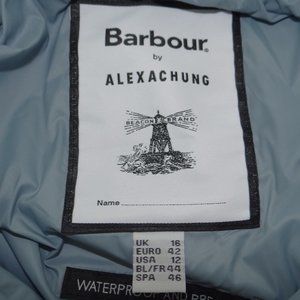 Barbour®
by
ALEXACHUNG
BEACON BRAND
Name
UK 16
EURO 42
USA 12
BL/FR 44
SPA 46
WATERPROOF AND